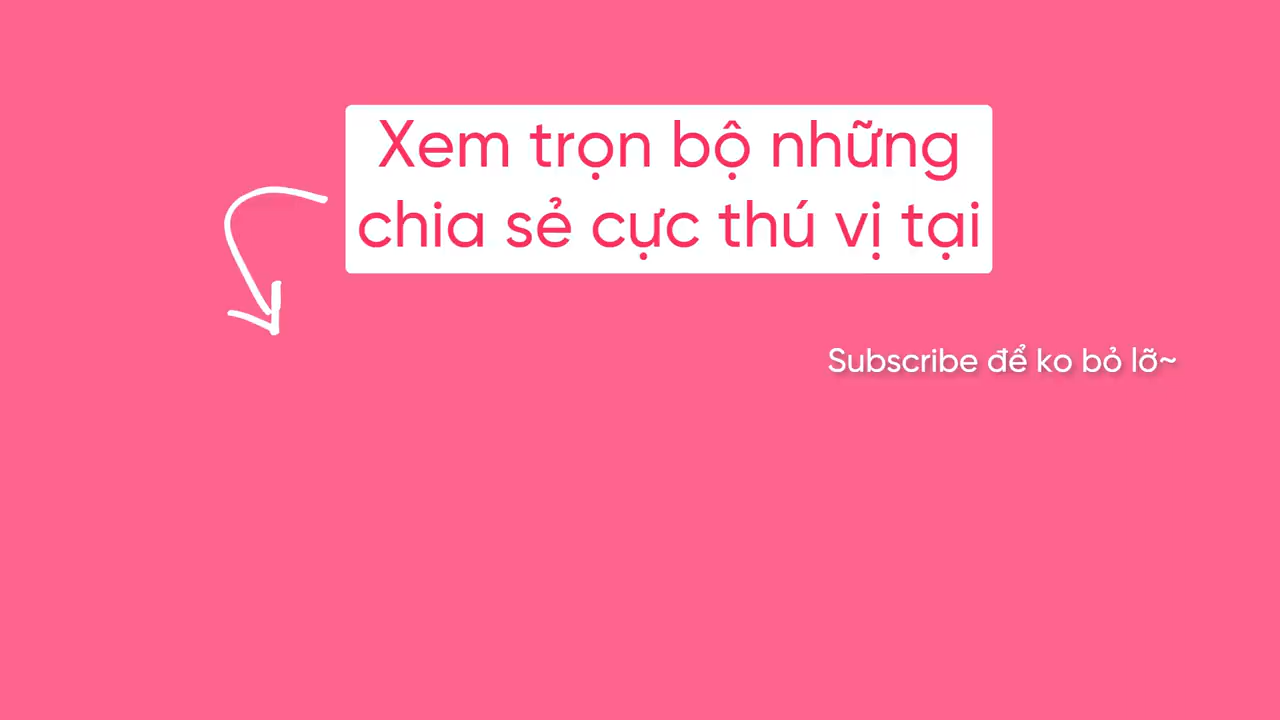 Xem trọn bộ những
chia sẻ cực thú vị tại
Subscribe để ko bỏ lỡ~